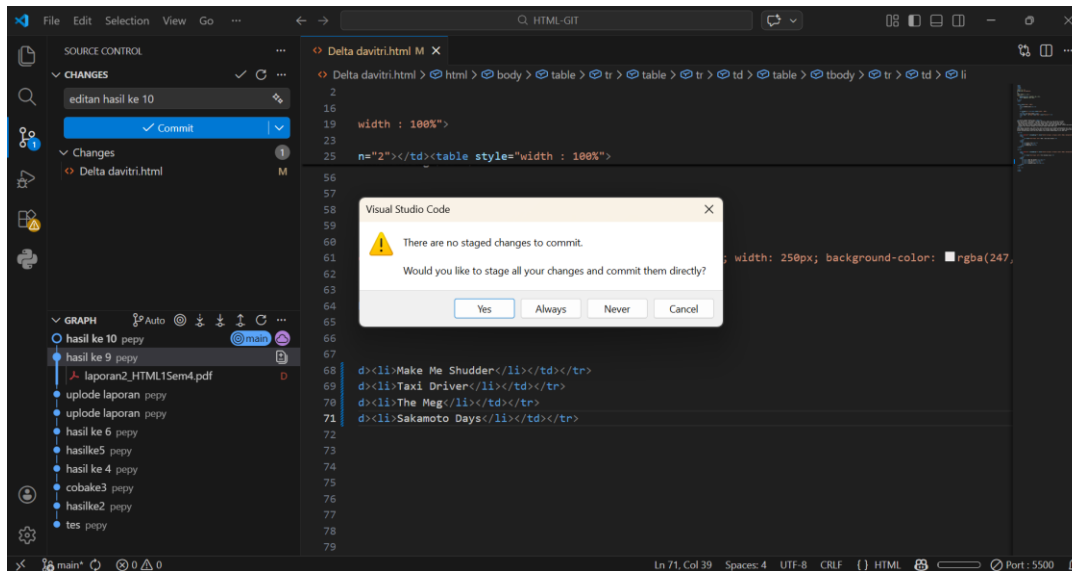 File Edit Selection View Go ··· HTML-GIT
SOURCE CONTROL
CHANGES
editan hasil ke 10
Commit
Changes 1
Delta davitri.html M
GRAPH Auto
hasil ke 10 pepy main
hasil ke 9 pepy
laporan2_HTML1Sem4.pdf D
uplode laporan pepy
uplode laporan pepy
hasil ke 6 pepy
hasilke5 pepy
hasil ke 4 pepy
cobake3 pepy
hasilke2 pepy
tes pepy
Delta davitri.html M
Delta davitri.html > html > body > table > tr > table > tr > td > table > tbody > tr > td > li
2
16
19 width : 100%">
23
25 n="2"></td><table style="width : 100%">
56
57
58
59
60
61 ; width: 250px; background-color: rgba(247,
62
63
64
65
66
67
68 d><li>Make Me Shudder</li></td></tr>
69 d><li>Taxi Driver</li></td></tr>
70 d><li>The Meg</li></td></tr>
71 d><li>Sakamoto Days</li></td></tr>
72
73
74
75
76
77
78
79
Visual Studio Code
There are no staged changes to commit.
Would you like to stage all your changes and commit them directly?
Yes Always Never Cancel
main* 0 0 Ln 71, Col 39 Spaces: 4 UTF-8 CRLF {} HTML Port : 5500